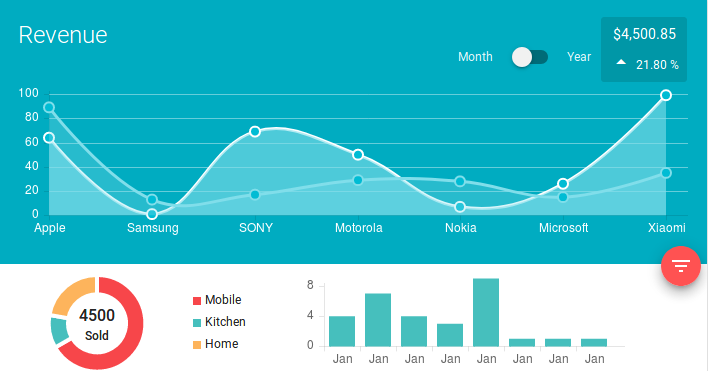 Revenue
$4,500.85
Month Year
21.80 %
100
80
60
40
20
0
Apple Samsung SONY Motorola Nokia Microsoft Xiaomi
4500
Sold
Mobile
Kitchen
Home
8
4
0
Jan Jan Jan Jan Jan Jan Jan Jan